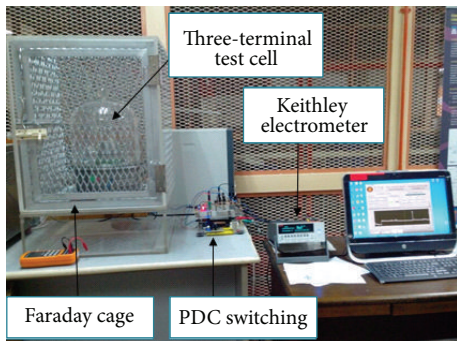 Three-terminal
test cell
Keithley
electrometer
Faraday cage
PDC switching